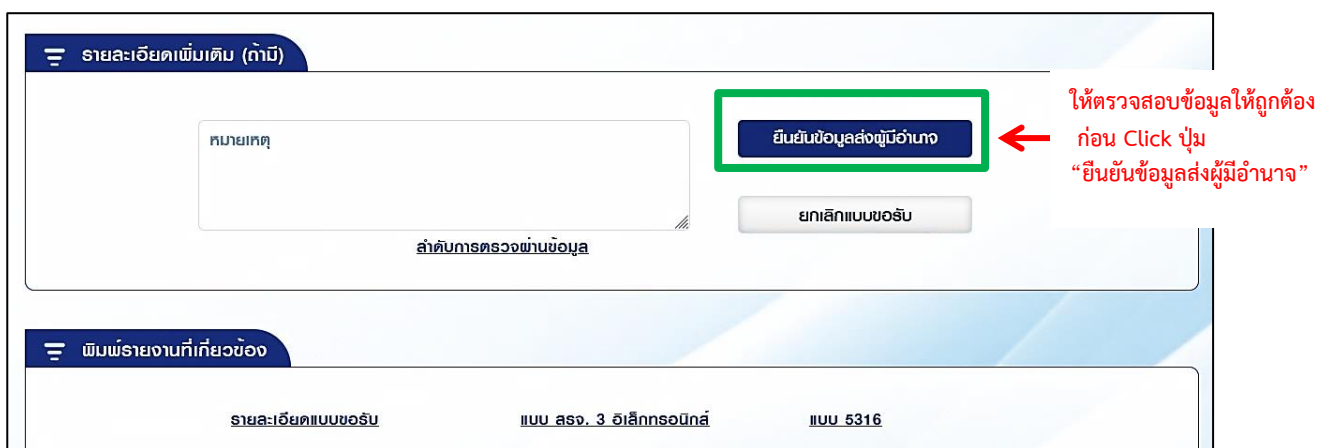 รายละเอียดเพิ่มเติม (ถ้ามี)
หมายเหตุ
ยืนยันข้อมูลส่งผู้มีอำนาจ
ให้ตรวจสอบข้อมูลให้ถูกต้อง
ก่อน Click ปุ่ม
“ยืนยันข้อมูลส่งผู้มีอำนาจ”
ยกเลิกแบบขอรับ
ลำดับการตรวจผ่านข้อมูล
พิมพ์รายงานที่เกี่ยวข้อง
รายละเอียดแบบขอรับ แบบ สรจ. 3 อิเล็กทรอนิกส์ แบบ 5316